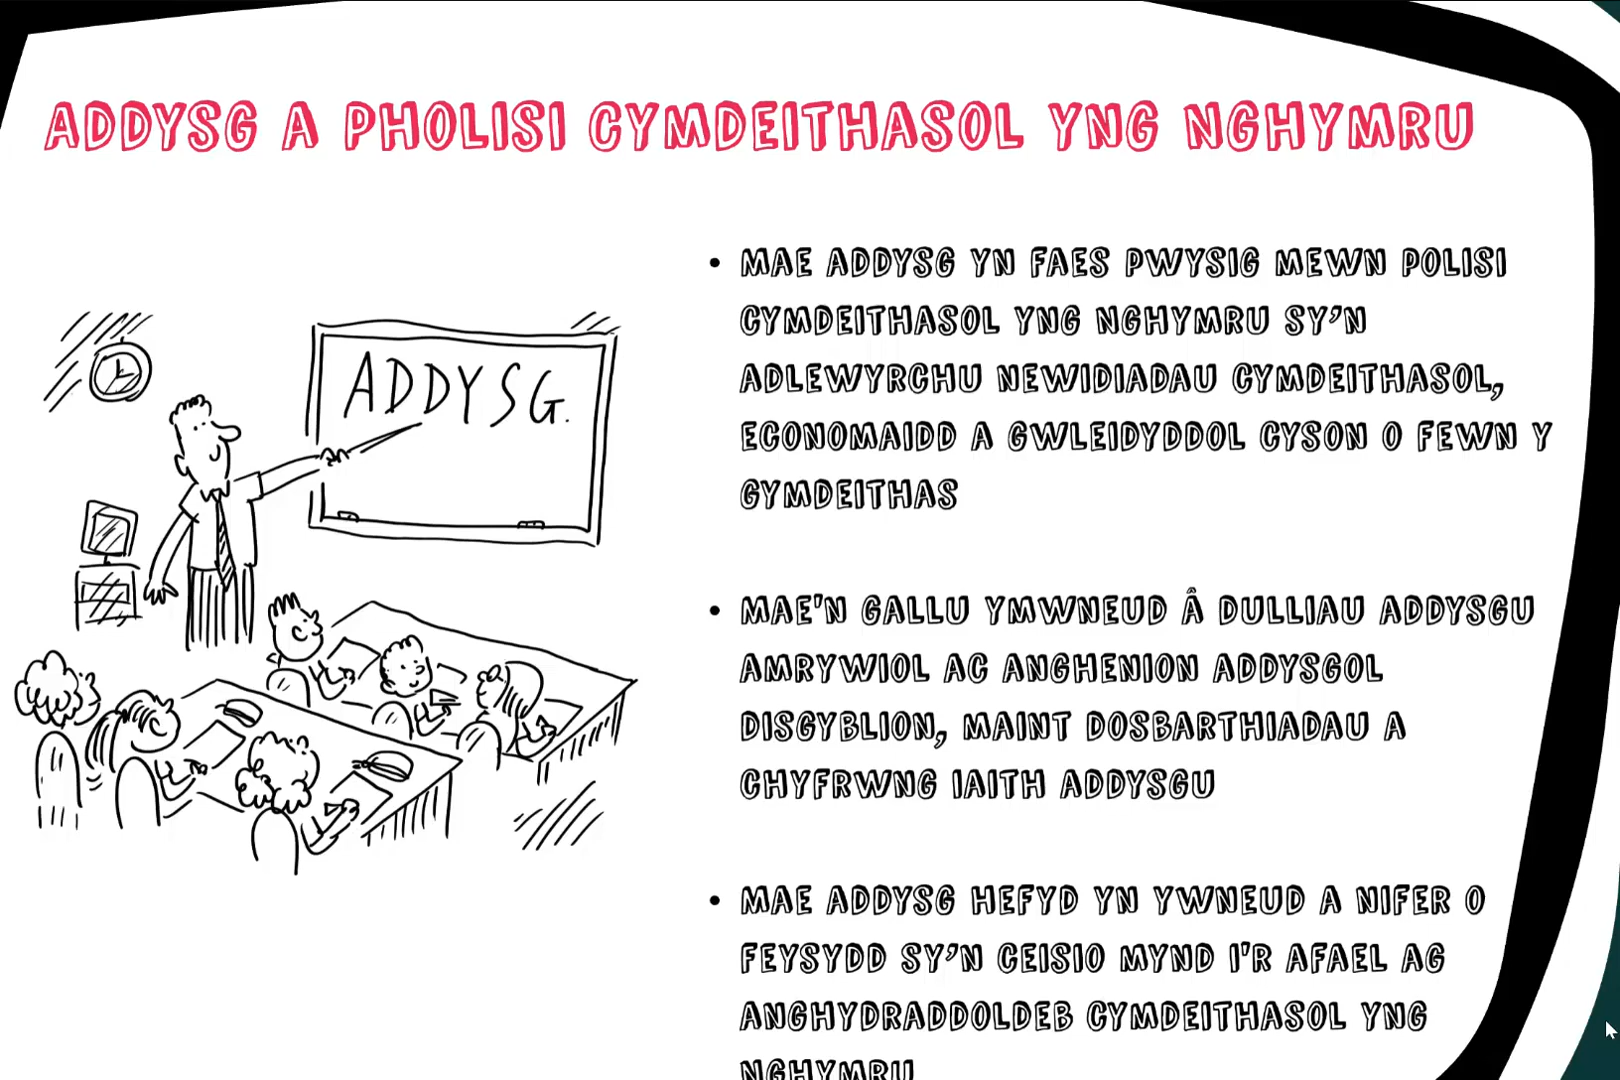 ADDYSG A PHOLISI CYMDEITHASOL YNG NGHYMRU
ADDYSG.
• MAE ADDYSG YN FAES PWYSIG MEWN POLISI
CYMDEITHASOL YNG NGHYMRU SY’N
ADLEWYRCHU NEWIDIADAU CYMDEITHASOL,
ECONOMAIDD A GWLEIDYDDOL CYSON O FEWN Y
GYMDEITHAS
• MAE'N GALLU YMWNEUD Â DULLIAU ADDYSGU
AMRYWIOL AC ANGHENION ADDYSGOL
DISGYBLION, MAINT DOSBARTHIADAU A
CHYFRWNG IAITH ADDYSGU
• MAE ADDYSG HEFYD YN YWNEUD A NIFER O
FEYSYDD SY’N CEISIO MYND I'R AFAEL AG
ANGHYDRADDOLDEB CYMDEITHASOL YNG
NGHYMRU